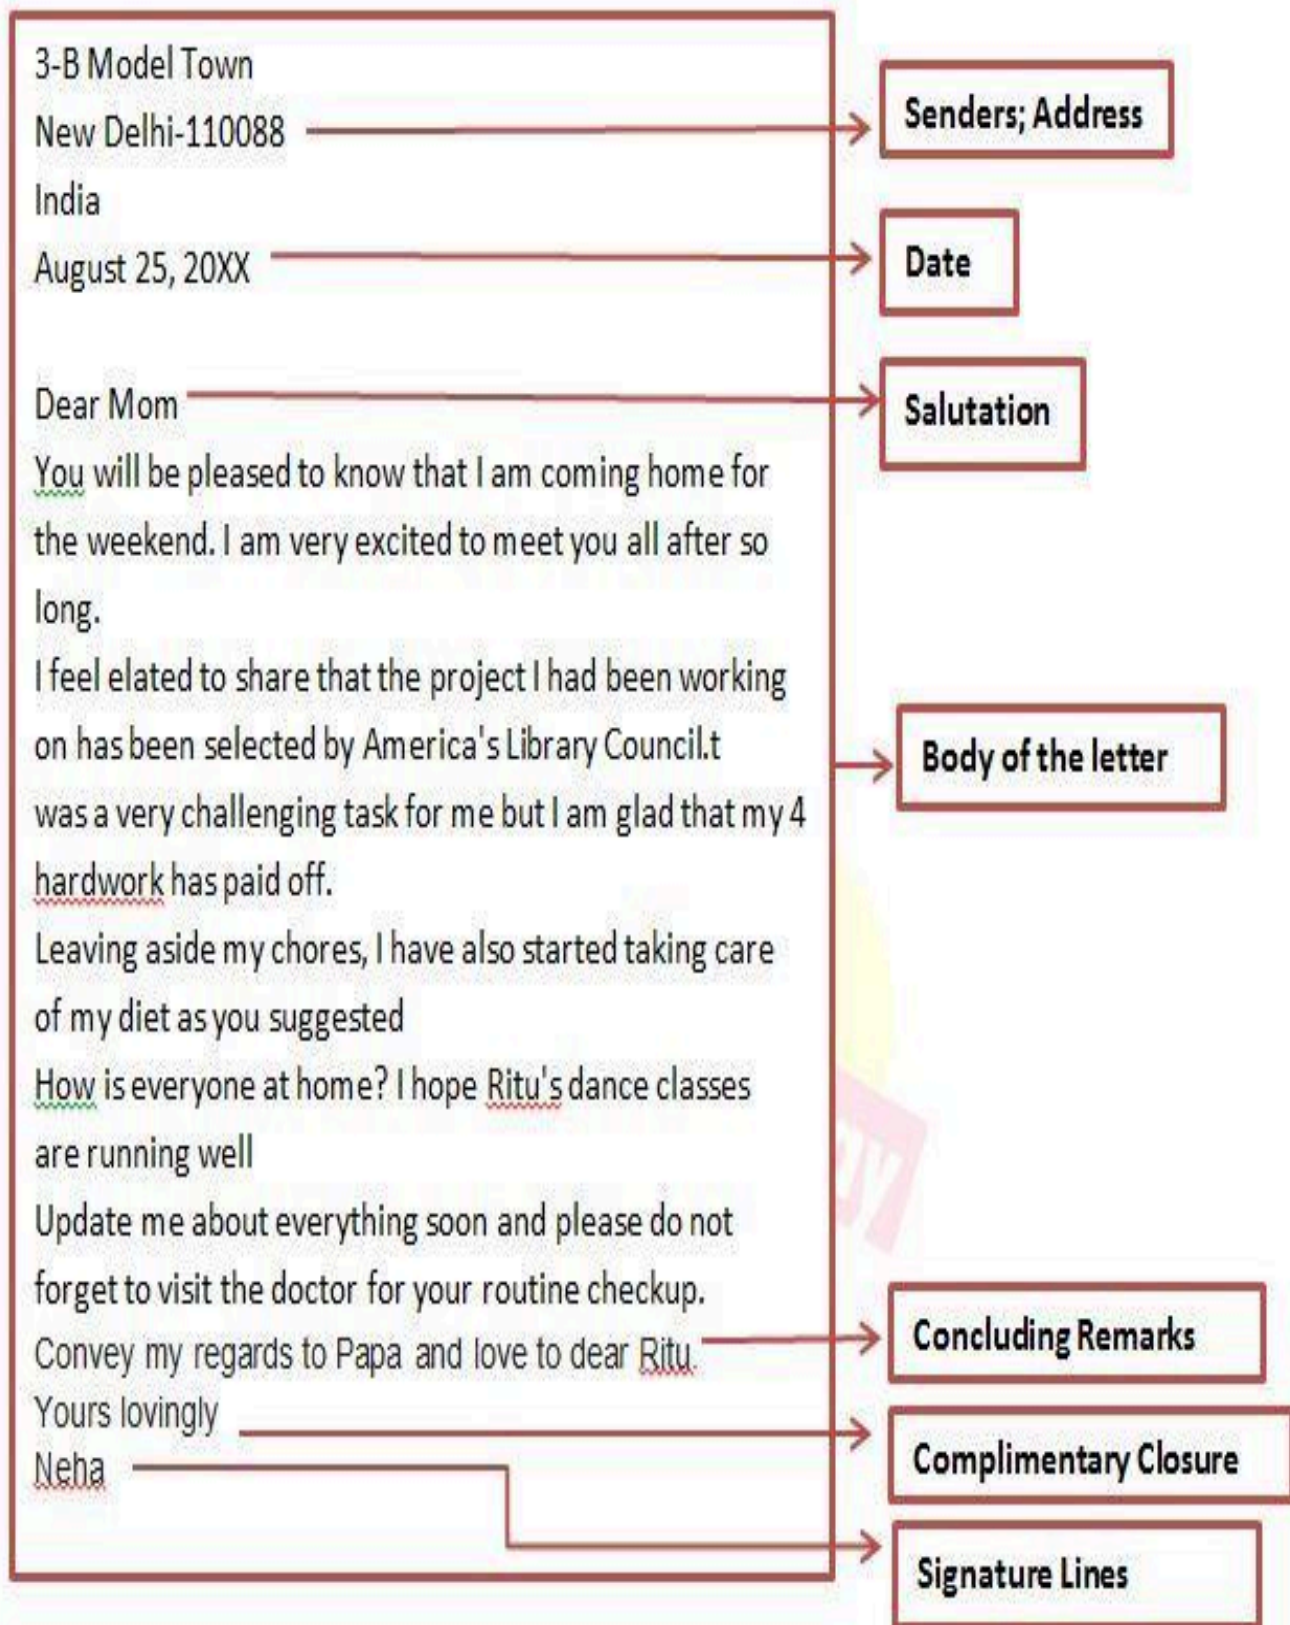 3-B Model Town
New Delhi-110088
India
August 25, 20XX
Dear Mom
You will be pleased to know that I am coming home for
the weekend. I am very excited to meet you all after so
long.
I feel elated to share that the project I had been working
on has been selected by America's Library Council.t
was a very challenging task for me but I am glad that my 4
hardwork has paid off.
Leaving aside my chores, I have also started taking care
of my diet as you suggested
How is everyone at home? I hope Ritu's dance classes
are running well
Update me about everything soon and please do not
forget to visit the doctor for your routine checkup.
Convey my regards to Papa and love to dear Ritu.
Yours lovingly
Neha
Senders; Address
Date
Salutation
Body of the letter
Concluding Remarks
Complimentary Closure
Signature Lines